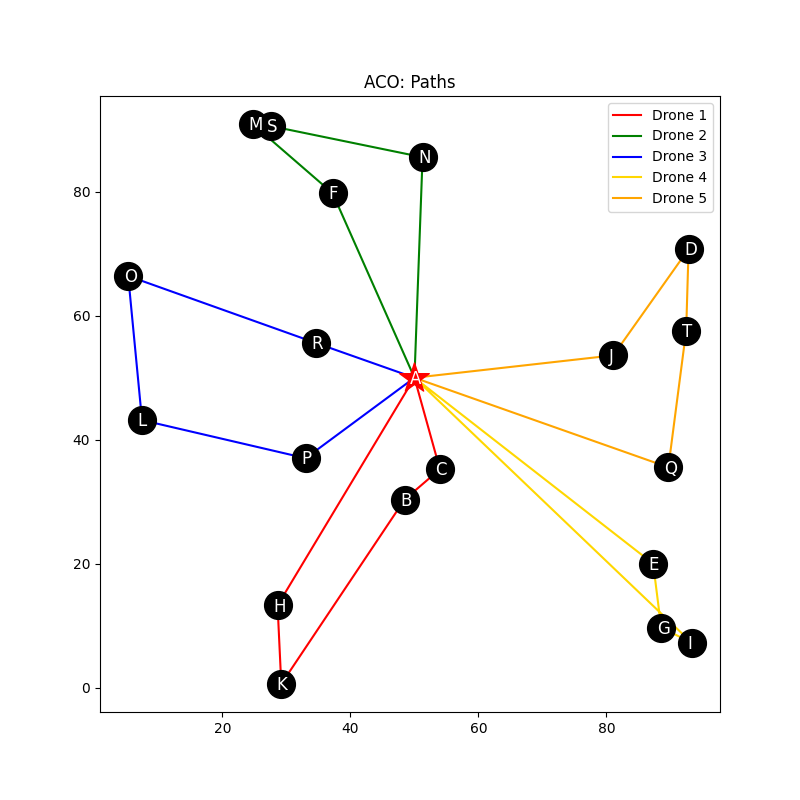 ACO: Paths
Drone 1
Drone 2
Drone 3
Drone 4
Drone 5
M S
N
F
80
D
O
60
T
R
J
A
L
40
P
C
Q
B
20
E
H
G
I
K
0
20 40 60 80